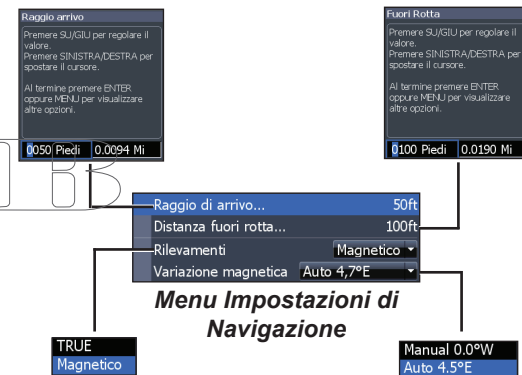 Raggio arrivo
Premere SU/GIU per regolare il
valore.
Premere SINISTRA/DESTRA per
spostare il cursore.
Al termine premere ENTER
oppure MENU per visualizzare
altre opzioni.
0050 Piedi 0.0094 Mi
Fuori Rotta
Premere SU/GIU per regolare il
valore.
Premere SINISTRA/DESTRA per
spostare il cursore.
Al termine premere ENTER
oppure MENU per visualizzare
altre opzioni.
0100 Piedi 0.0190 Mi
Raggio di arrivo... 50ft
Distanza fuori rotta... 100ft
Rilevamenti Magnetico
Variazione magnetica Auto 4,7°E
Menu Impostazioni di
Navigazione
TRUE
Magnetico
Manual 0.0°W
Auto 4.5°E